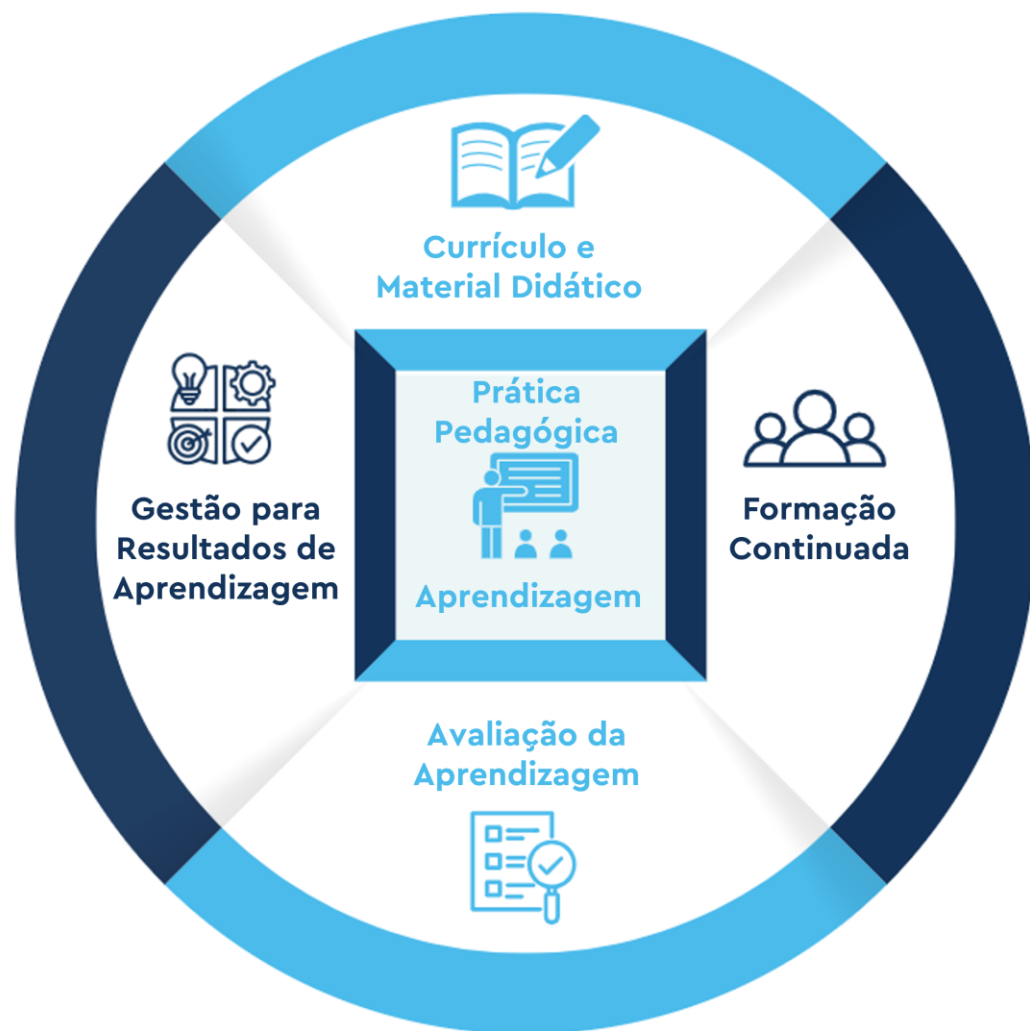 Currículo e
Material Didático
Prática
Pedagógica
Aprendizagem
Gestão para
Resultados de
Aprendizagem
Formação
Continuada
Avaliação da
Aprendizagem